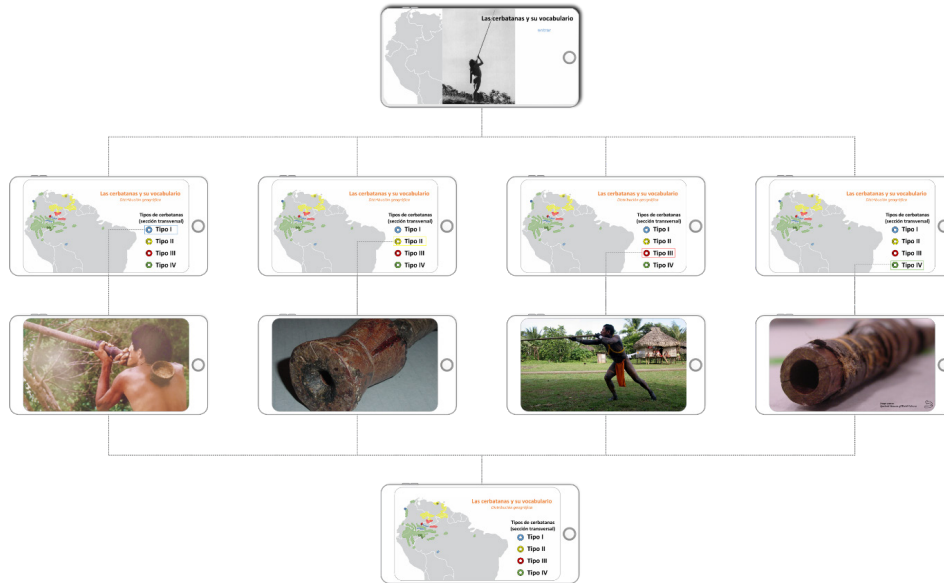 Las cerbatanas y su vocabulario
Las cerbatanas y su vocabulario
Distribución geográfica
Tipos de cerbatanas
(sección transversal)
Tipo I
Tipo II
Tipo III
Tipo IV
Las cerbatanas y su vocabulario
Distribución geográfica
Tipos de cerbatanas
(sección transversal)
Tipo I
Tipo II
Tipo III
Tipo IV
Las cerbatanas y su vocabulario
Distribución geográfica
Tipos de cerbatanas
(sección transversal)
Tipo I
Tipo II
Tipo III
Tipo IV
Las cerbatanas y su vocabulario
Distribución geográfica
Tipos de cerbatanas
(sección transversal)
Tipo I
Tipo II
Tipo III
Tipo IV
Las cerbatanas y su vocabulario
Distribución geográfica
Tipos de cerbatanas
(sección transversal)
Tipo I
Tipo II
Tipo III
Tipo IV